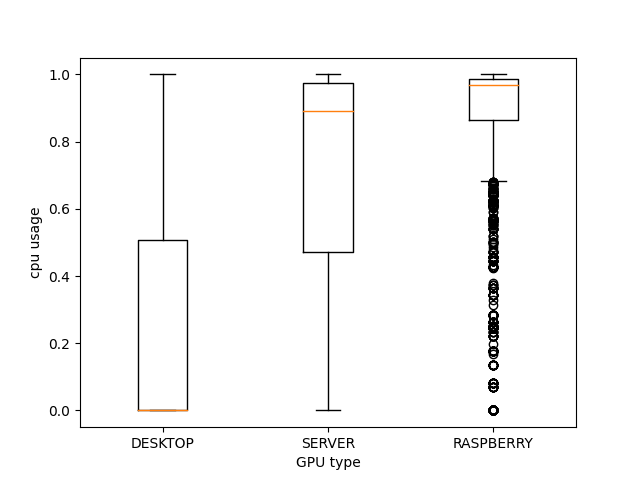 1.0
0.8
0.6
0.4
0.2
0.0
cpu usage
DESKTOP
SERVER
RASPBERRY
GPU type